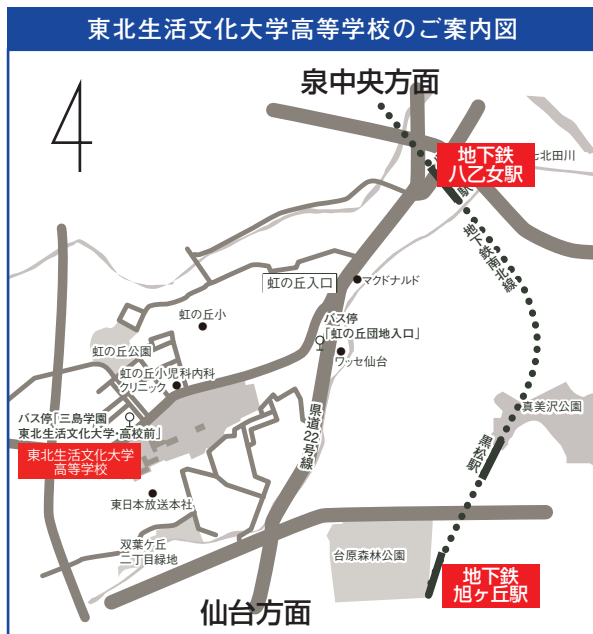 東北生活文化大学高等学校のご案内図
泉中央方面
地下鉄
八乙女駅
七北田川
駅
地下鉄南北線
虹の丘入口
マクドナルド
虹の丘小
バス停
「虹の丘団地入口」
虹の丘公園
ワッセ仙台
虹の丘小児科内科
クリニック
県道22号線
真美沢公園
バス停「三島学園
東北生活文化大学・高校前」
黒松駅
東北生活文化大学
高等学校
東日本放送本社
双葉ケ丘
二丁目緑地
台原森林公園
地下鉄
旭ヶ丘駅
仙台方面